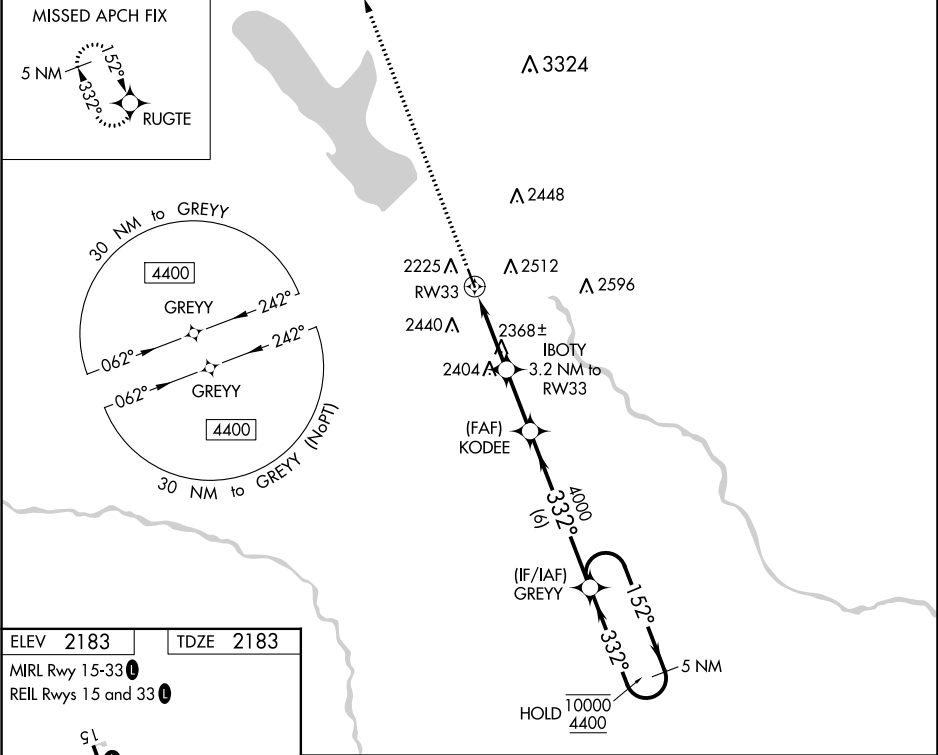 MISSED APCH FIX
5 NM
152°
332°
RUGTE
3324
2448
30 NM to GREYY
4400
GREYY
242°
062°
2225
2512
RW33
2596
2440
2368±
IBOTY
3.2 NM to
RW33
2404
242°
062°
GREYY
4400
30 NM to GREYY (NoPT)
(FAF)
KODEE
4000
332°
(6)
(IF/IAF)
GREYY
152°
332°
5 NM
HOLD
10000
4400
ELEV 2183
TDZE 2183
MIRL Rwy 15-33 L
REIL Rwys 15 and 33 L
15